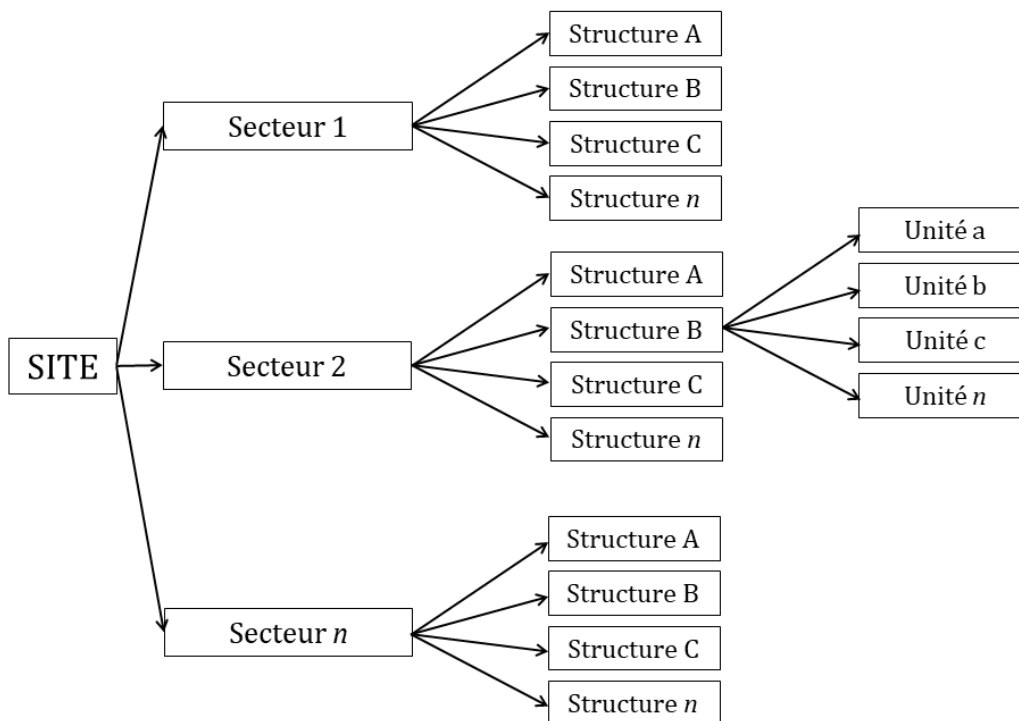 Structure A
Structure B
Secteur 1
Structure C
Structure n
Unité a
Structure A
Unité b
Structure B
Unité c
SITE
Secteur 2
Structure C
Unité n
Structure n
Structure A
Structure B
Secteur n
Structure C
Structure n